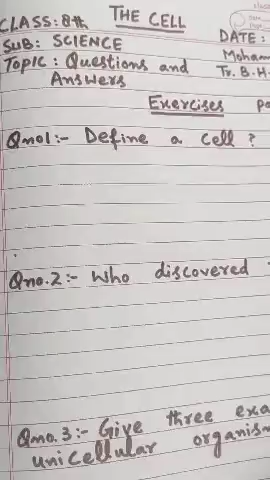 CLASS: 8th THE CELL
SUB: SCIENCE DATE:
Topic: Questions and
Answers Tr. B.H.
Exercises
Qno1:- Define a cell?
Qno.2:- Who discovered
Qno.3:- Give three
unicellular